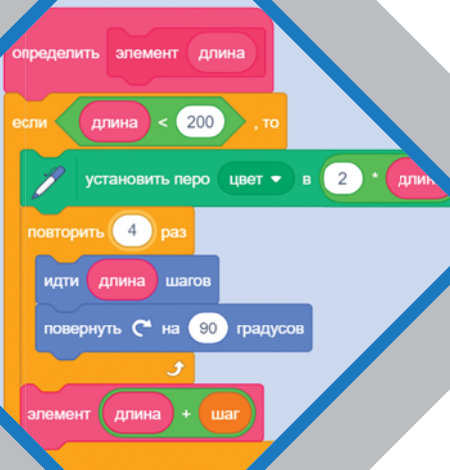 определить элемент длина
если длина < 200 , то
установить перо цвет в 2 *
повторить 4 раз
идти длина шагов
повернуть на 90 градусов
элемент длина + шаг